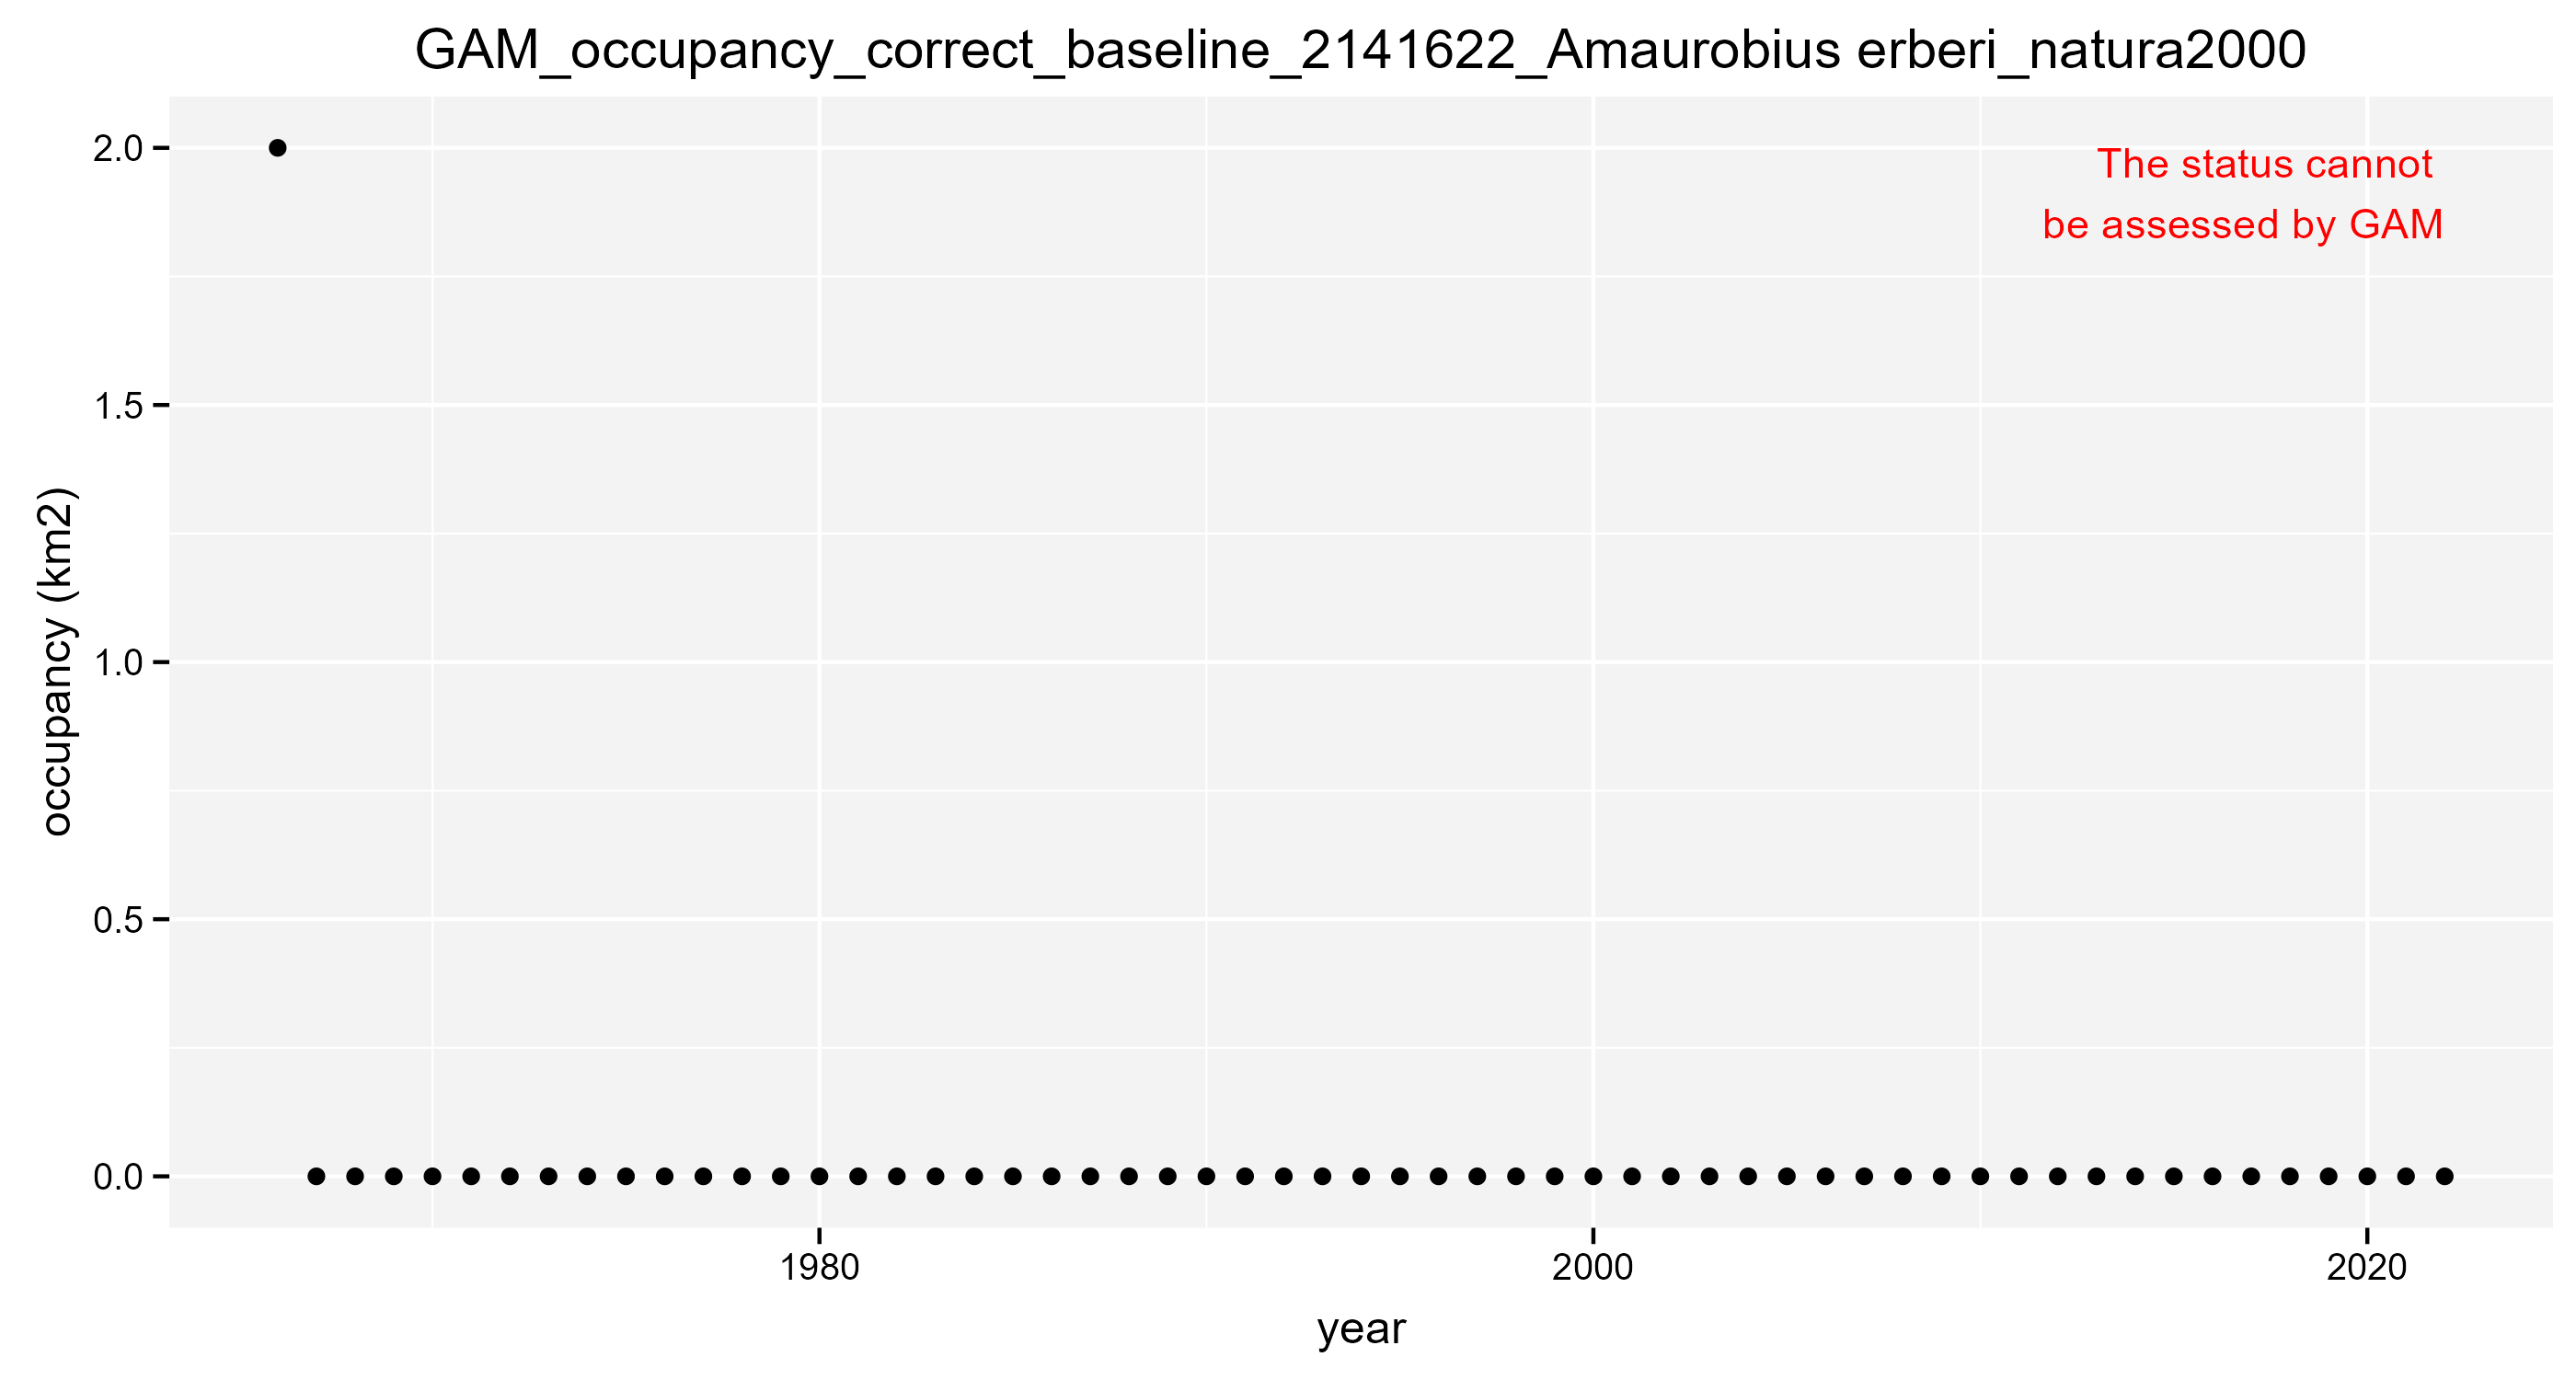 GAM_occupancy_correct_baseline_2141622_Amaurobius erberi_natura2000
The status cannot
be assessed by GAM
2.0
1.5
1.0
0.5
0.0
occupancy (km2)
1980
2000
2020
year